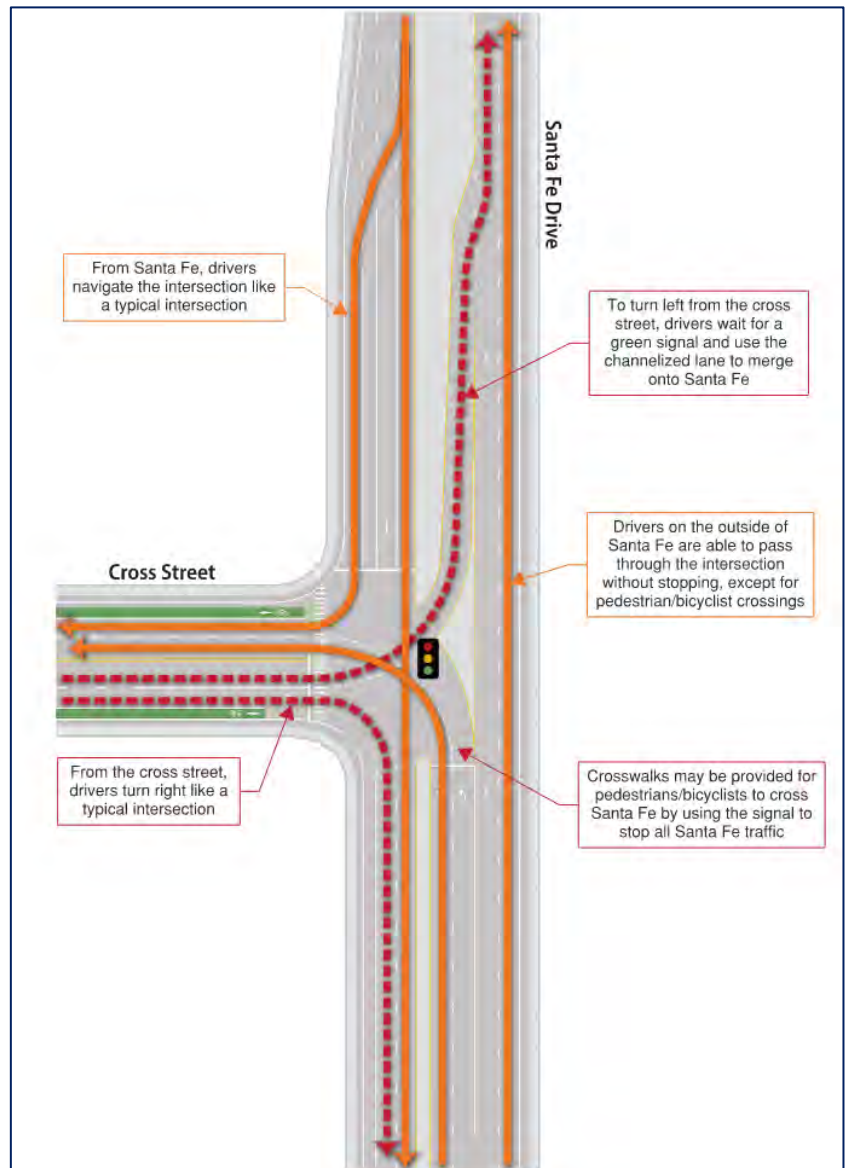 Santa Fe Drive
From Santa Fe, drivers
navigate the intersection like
a typical intersection
To turn left from the cross
street, drivers wait for a
green signal and use the
channelized lane to merge
onto Santa Fe
Drivers on the outside of
Santa Fe are able to pass
through the intersection
without stopping, except for
pedestrian/bicyclist crossings
Cross Street
From the cross street,
drivers turn right like a
typical intersection
Crosswalks may be provided for
pedestrians/bicyclists to cross
Santa Fe by using the signal to
stop all Santa Fe traffic